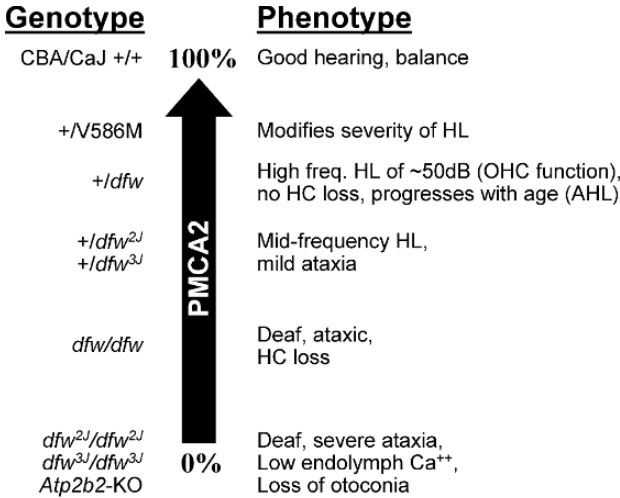 Genotype Phenotype
CBA/CaJ +/+ 100% Good hearing, balance
+/V586M Modifies severity of HL
+/dfw High freq. HL of ~50dB (OHC function),
no HC loss, progresses with age (AHL)
+/dfw2J Mid-frequency HL,
+/dfw3J mild ataxia
PMCA2
dfw/dfw Deaf, ataxic,
HC loss
dfw2J/dfw2J Deaf, severe ataxia,
dfw3J/dfw3J 0% Low endolymph Ca++,
Atp2b2-KO Loss of otoconia